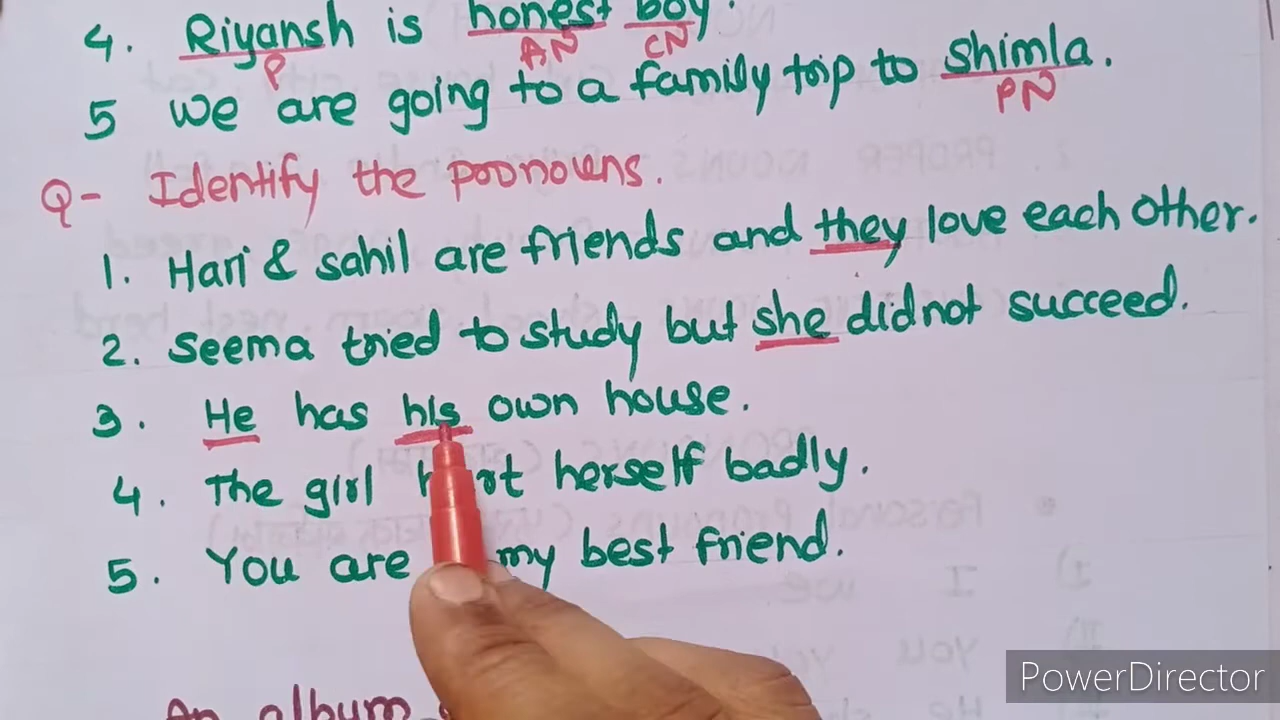 4. Riyansh is honest boy.
P AN CN
5 We are going to a family trip to Shimla.
PN
Q- Identify the pronouns.
1. Hari & Sahil are friends and they love each other.
2. Seema tried to study but she did not succeed.
3. He has his own house.
4. The girl herself badly.
5. You are my best friend.
An album
PowerDirector